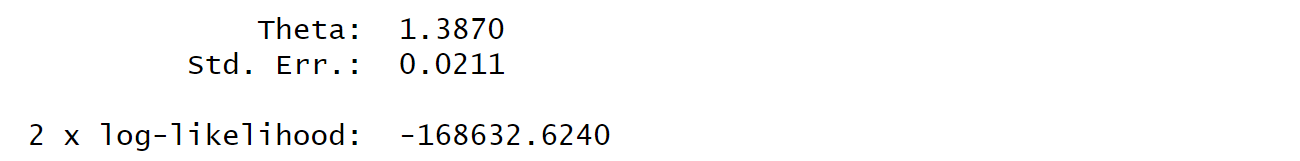 Theta: 1.3870
Std. Err.: 0.0211
2 x log-likelihood: -168632.6240